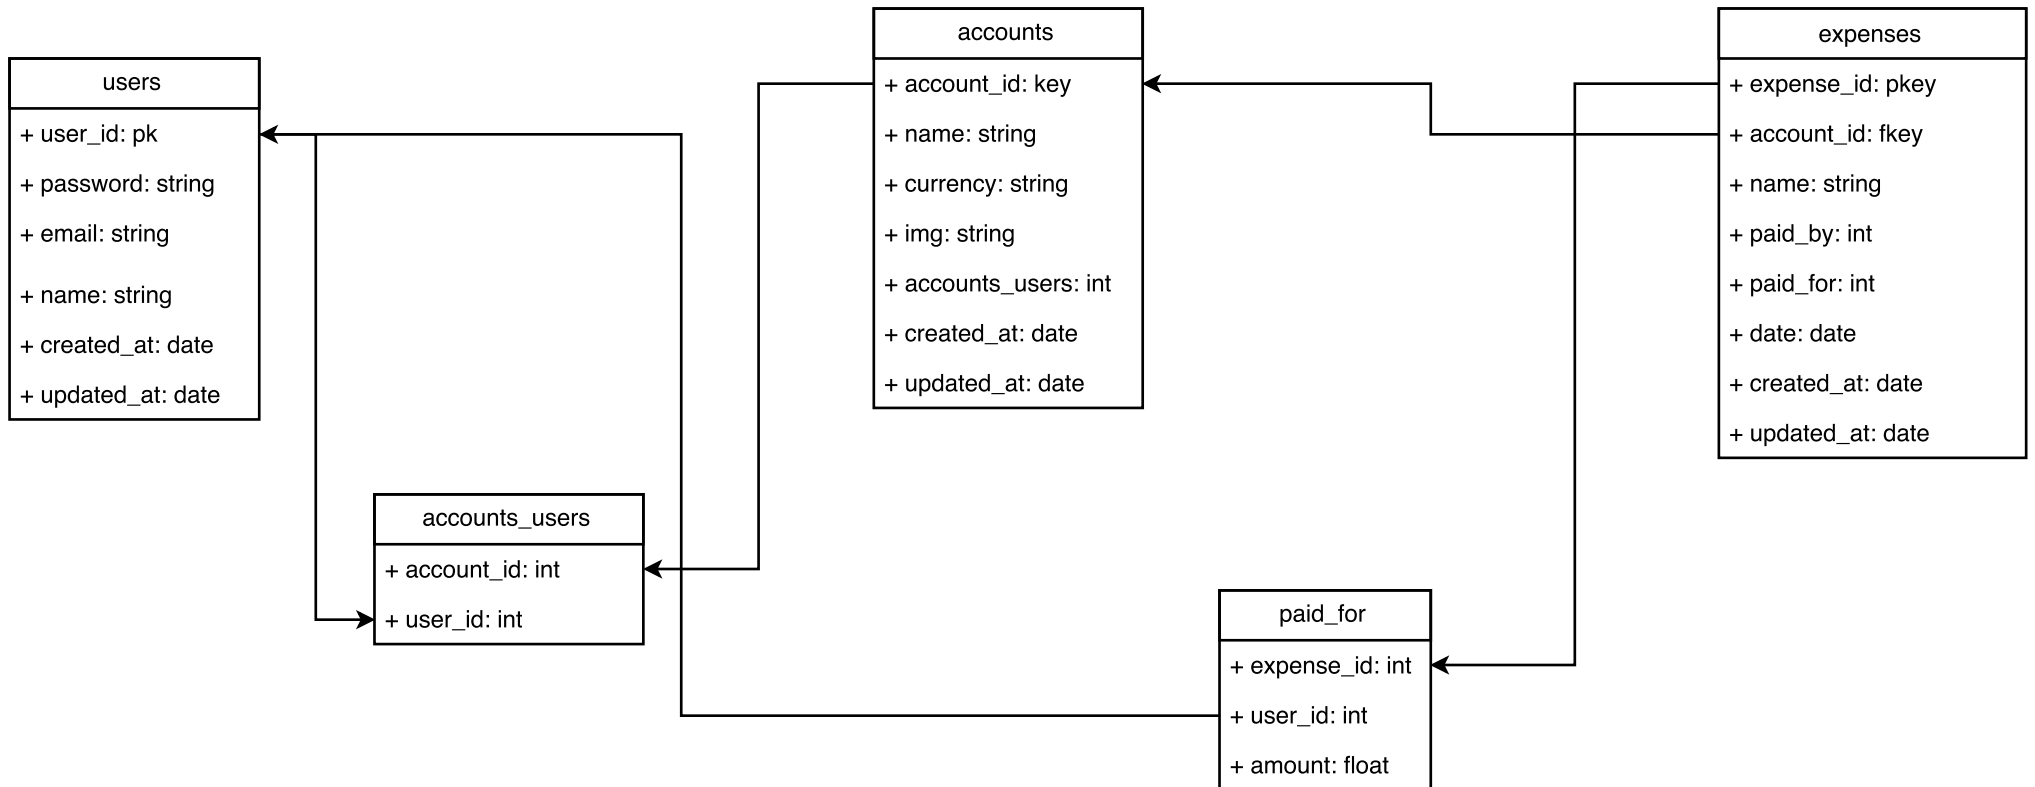 users
+ user_id: pk
+ password: string
+ email: string
+ name: string
+ created_at: date
+ updated_at: date
accounts_users
+ account_id: int
+ user_id: int
accounts
+ account_id: key
+ name: string
+ currency: string
+ img: string
+ accounts_users: int
+ created_at: date
+ updated_at: date
paid_for
+ expense_id: int
+ user_id: int
+ amount: float
expenses
+ expense_id: pkey
+ account_id: fkey
+ name: string
+ paid_by: int
+ paid_for: int
+ date: date
+ created_at: date
+ updated_at: date